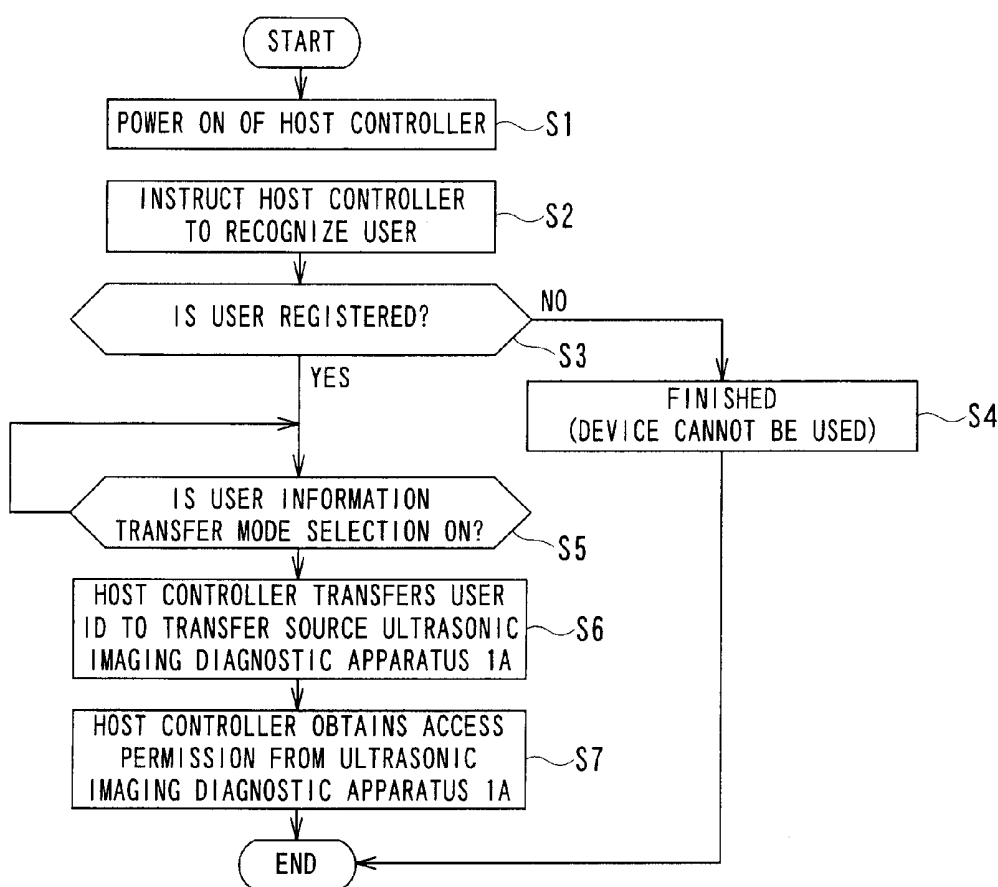 START
POWER ON OF HOST CONTROLLER
S1
INSTRUCT HOST CONTROLLER
TO RECOGNIZE USER
S2
IS USER REGISTERED?
NO
S3
YES
FINISHED
(DEVICE CANNOT BE USED)
S4
IS USER INFORMATION
TRANSFER MODE SELECTION ON?
S5
HOST CONTROLLER TRANSFERS USER
ID TO TRANSFER SOURCE ULTRASONIC
IMAGING DIAGNOSTIC APPARATUS 1A
S6
HOST CONTROLLER OBTAINS ACCESS
PERMISSION FROM ULTRASONIC
IMAGING DIAGNOSTIC APPARATUS 1A
S7
END